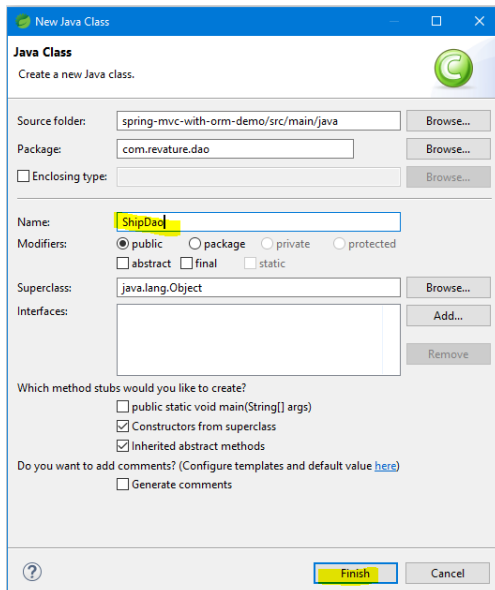 New Java Class
Java Class
Create a new Java class.
C
Source folder: spring-mvc-with-orm-demo/src/main/java Browse...
Package: com.revature.dao Browse...
Enclosing type: Browse...
Name: ShipDao
Modifiers: public package private protected
abstract final static
Superclass: java.lang.Object Browse...
Interfaces: Add...
Remove
Which method stubs would you like to create?
public static void main(String[] args)
Constructors from superclass
Inherited abstract methods
Do you want to add comments? (Configure templates and default value here)
Generate comments
? Finish Cancel